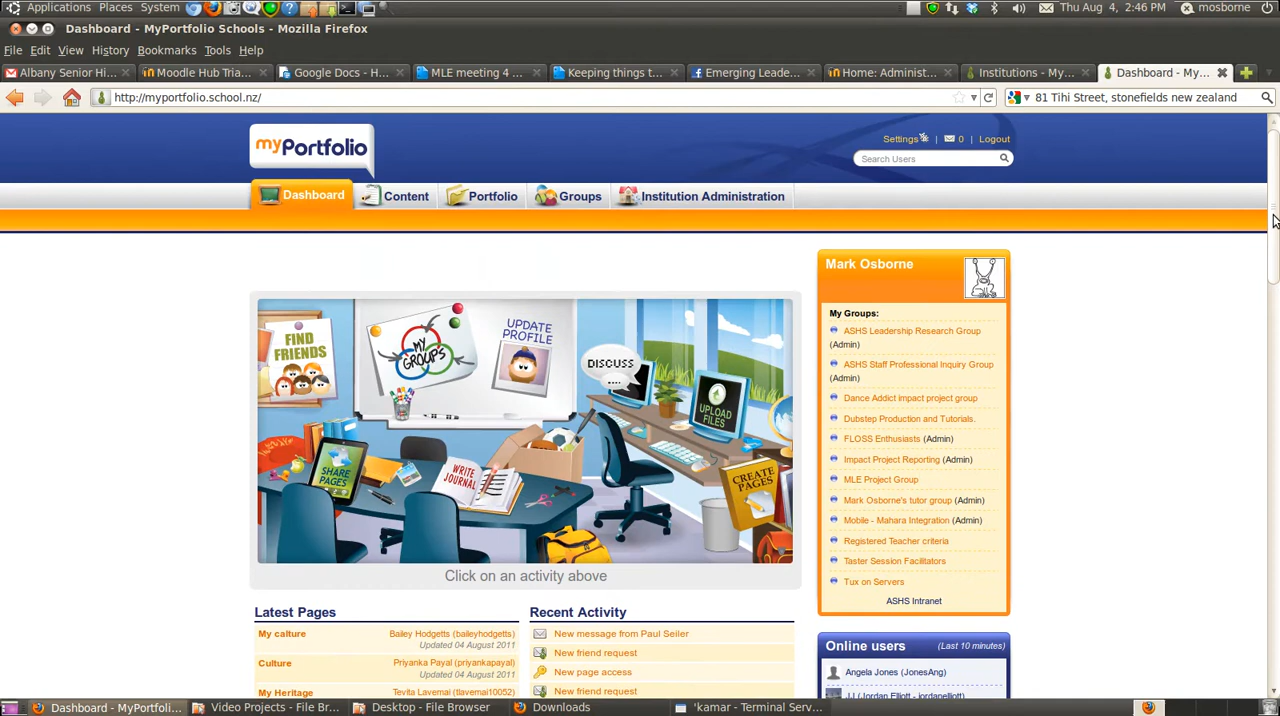 Applications Places System Thu Aug 4, 2:46 PM mosborne
Dashboard - MyPortfolio Schools - Mozilla Firefox
File Edit View History Bookmarks Tools Help
Albany Senior Hi... Moodle Hub Tria... Google Docs - H... MLE meeting 4 ... Keeping things t... Emerging Leade... Home: Administ... Institutions - My... Dashboard - My...
http://myportfolio.school.nz/ 81 Tihi Street, stonefields new zealand
myPortfolio
Settings | 0 | Logout
Search Users
Dashboard Content Portfolio Groups Institution Administration
Mark Osborne
My Groups:
ASHS Leadership Research Group
(Admin)
ASHS Staff Professional Inquiry Group
(Admin)
Dance Addict impact project group
Dubstep Production and Tutorials.
FLOSS Enthusiasts (Admin)
Impact Project Reporting (Admin)
MLE Project Group
Mark Osborne's tutor group (Admin)
Mobile - Mahara Integration (Admin)
Registered Teacher criteria
Taster Session Facilitators
Tux on Servers
ASHS Intranet
FIND
FRIENDS
MY
GROUPS
UPDATE
PROFILE
DISCUSS
....
UPLOAD
FILES
SHARE
PAGES
WRITE
JOURNAL
CREATE
PAGES
Click on an activity above
Latest Pages
My calture Bailey Hodgetts (baileyhodgetts)
Updated 04 August 2011
Culture Priyanka Payal (priyankapayal)
Updated 04 August 2011
My Heritage Tevita Lavemai (tlavemai10052)
Recent Activity
New message from Paul Seiler
New friend request
New page access
New friend request
Online users (Last 10 minutes)
Angela Jones (JonesAng)
JJ (Jordan Elliott - jordanelliott)
Dashboard - MyPortfoli... Video Projects - File Br... Desktop - File Browser Downloads 'kamar - Terminal Serv...